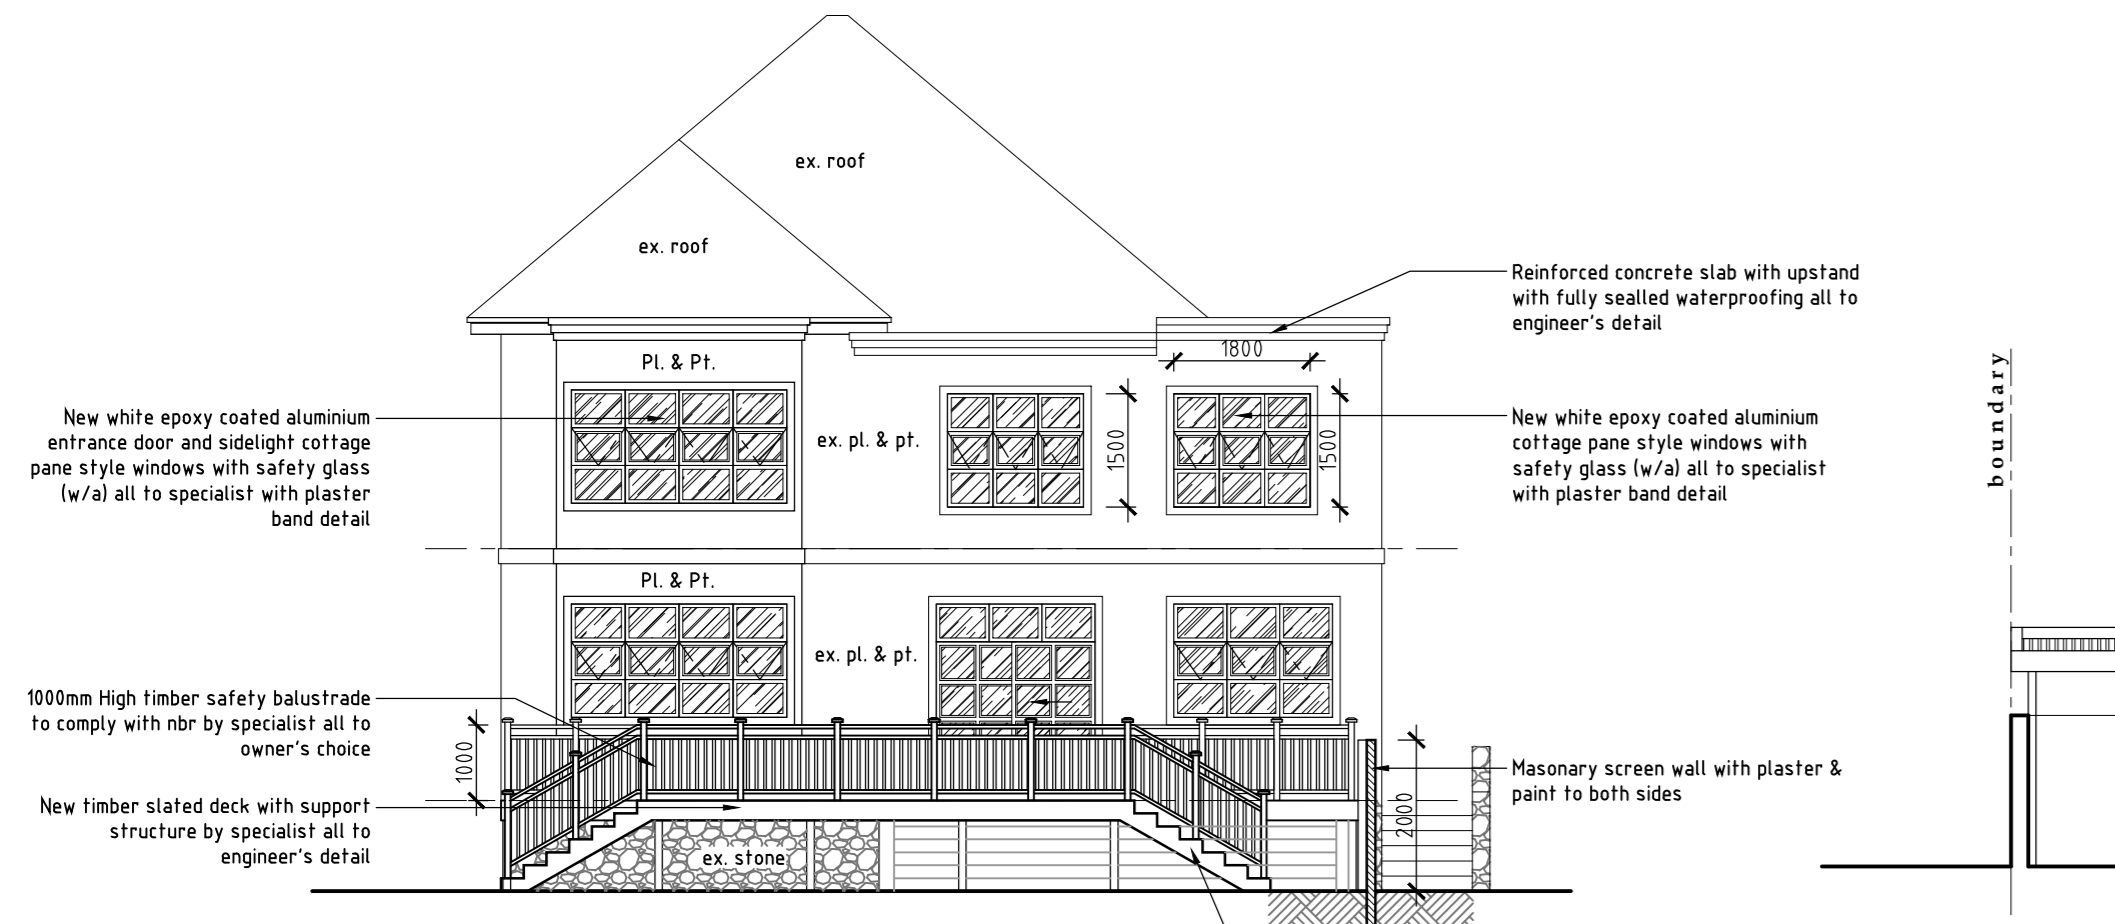 ex. roof
ex. roof
Reinforced concrete slab with upstand
with fully sealled waterproofing all to
engineer's detail
1800
Pl. & Pt.
New white epoxy coated aluminium
entrance door and sidelight cottage
pane style windows with safety glass
(w/a) all to specialist with plaster
band detail
ex. pl. & pt.
1500
1500
New white epoxy coated aluminium
cottage pane style windows with
safety glass (w/a) all to specialist
with plaster band detail
boundary
Pl. & Pt.
ex. pl. & pt.
1000mm High timber safety balustrade
to comply with nbr by specialist all to
owner's choice
1000
New timber slated deck with support
structure by specialist all to
engineer's detail
ex. stone
Masonary screen wall with plaster &
paint to both sides
2000